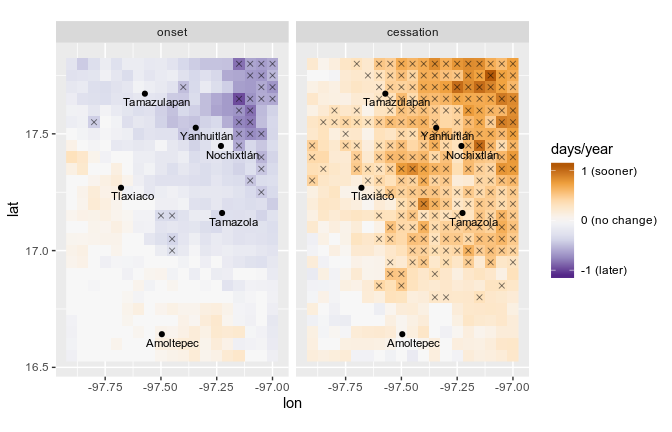 onset
cessation
Tamazulapan
Yanhuitlán
Nochixtlán
Tlaxiaco
Tamazola
Amoltepec
Tamazulapan
Yanhuitlán
Nochixtlán
Tlaxiaco
Tamazola
Amoltepec
17.5
17.0
16.5
lat
-97.75
-97.50
-97.25
-97.00
-97.75
-97.50
-97.25
-97.00
lon
days/year
1 (sooner)
0 (no change)
-1 (later)